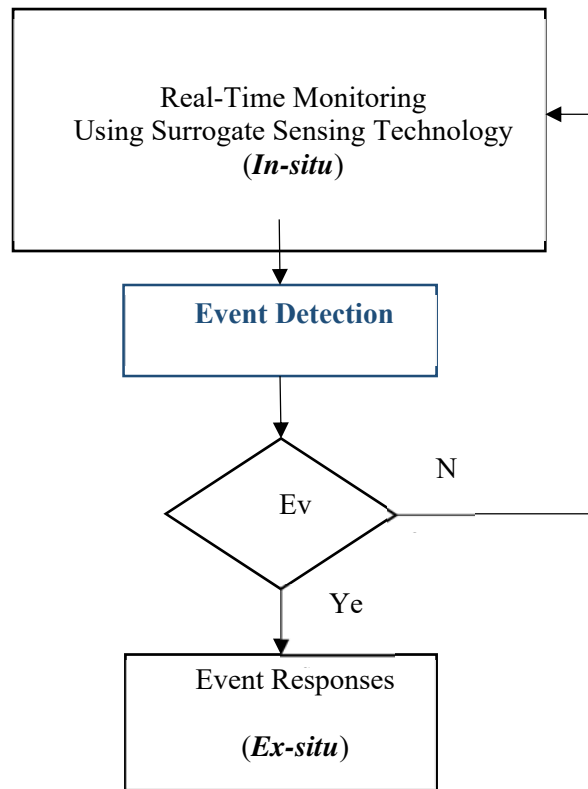 Real-Time Monitoring
Using Surrogate Sensing Technology
(In-situ)
Event Detection
Ev
N
Ye
Event Responses
(Ex-situ)